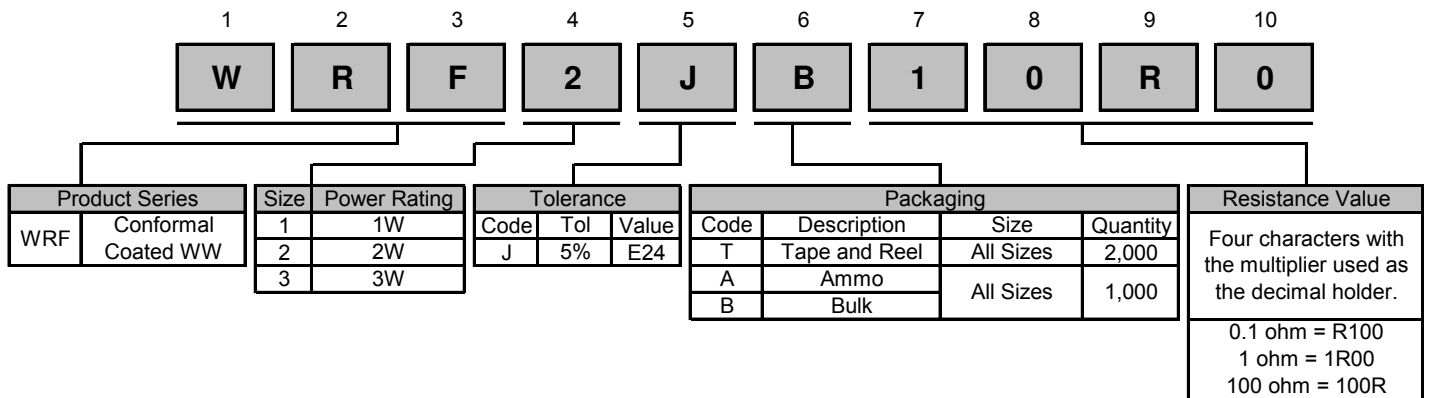 1 2 3 4 5 6 7 8 9 10
W R F 2 J B 1 0 R 0
Product Series
WRF Conformal
Coated WW
Size Power Rating
1 1W
2 2W
3 3W
Tolerance
Code Tol Value
J 5% E24
Packaging
Code Description Size Quantity
T Tape and Reel All Sizes 2,000
A Ammo All Sizes 1,000
B Bulk
Resistance Value
Four characters with
the multiplier used as
the decimal holder.
0.1 ohm = R100
1 ohm = 1R00
100 ohm = 100R